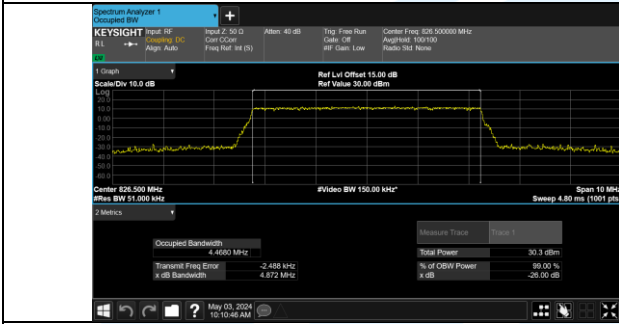 Spectrum Analyzer 1
Occupied BW
+
KEYSIGHT Input: RF Input Z: 50 Ω Atten: 40 dB Trig: Free Run Center Freq: 826.500000 MHz
RL Coupling: DC Corr CCorr Gate: Off Avg|Hold: 100/100
Align: Auto Freq Ref: Int (S) #IF Gain: Low Radio Std: None
1 Graph
Ref Lvl Offset 15.00 dB
Scale/Div 10.0 dB Ref Value 30.00 dBm
Log
20.0
10.0
0.00
-10.0
-20.0
-30.0
-40.0
-50.0
-60.0
Center 826.500 MHz #Video BW 150.00 kHz* Span 10 MHz
#Res BW 51.000 kHz Sweep 4.80 ms (1001 pts
2 Metrics
Measure Trace Trace 1
Occupied Bandwidth
4.4680 MHz Total Power 30.3 dBm
Transmit Freq Error -2.488 kHz % of OBW Power 99.00 %
x dB Bandwidth 4.872 MHz x dB -26.00 dB
? May 03, 2024
10:10:46 AM